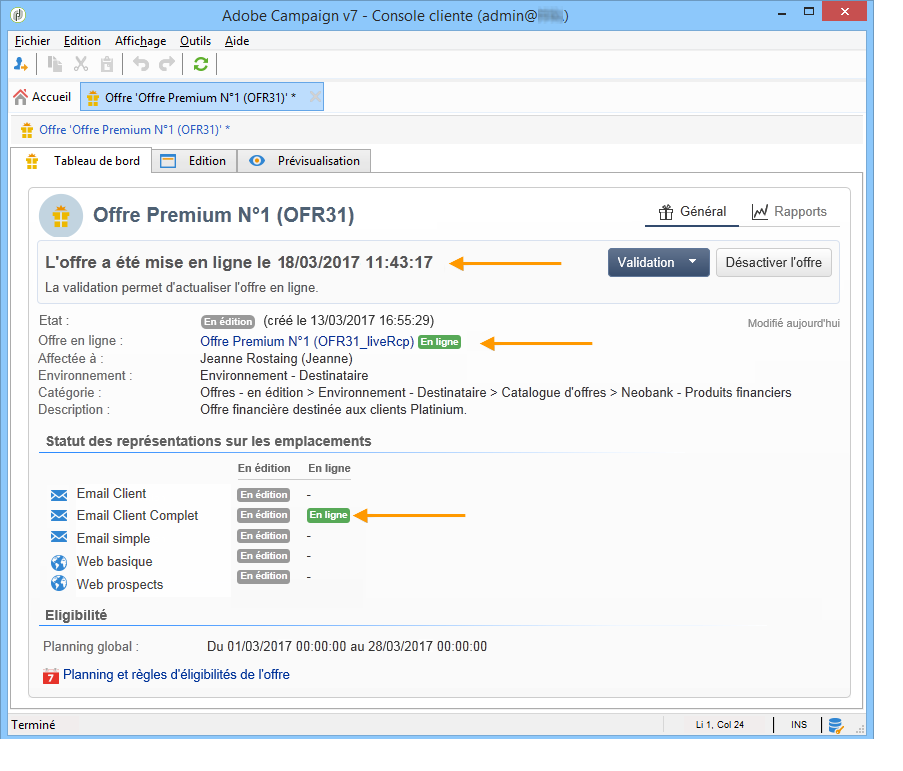 Adobe Campaign v7 - Console cliente (admin@ )
Fichier Edition Affichage Outils Aide
Accueil Offre 'Offre Premium N°1 (OFR31)' *
Offre 'Offre Premium N°1 (OFR31)' *
Tableau de bord Edition Prévisualisation
Offre Premium N°1 (OFR31) Général Rapports
L'offre a été mise en ligne le 18/03/2017 11:43:17 Validation Désactiver l'offre
La validation permet d'actualiser l'offre en ligne.
Etat : En édition (créé le 13/03/2017 16:55:29) Modifié aujourd'hui
Offre en ligne : Offre Premium N°1 (OFR31_liveRcp) En ligne
Affectée à : Jeanne Rostaing (Jeanne)
Environnement : Environnement - Destinataire
Catégorie : Offres - en édition > Environnement - Destinataire > Catalogue d'offres > Neobank - Produits financiers
Description : Offre financière destinée aux clients Platinium.
Statut des représentations sur les emplacements
En édition En ligne
Email Client En édition -
Email Client Complet En édition En ligne
Email simple En édition -
Web basique En édition -
Web prospects En édition -
Eligibilité
Planning global : Du 01/03/2017 00:00:00 au 28/03/2017 00:00:00
7 Planning et règles d'éligibilités de l'offre
Terminé Li 1, Col 24 INS